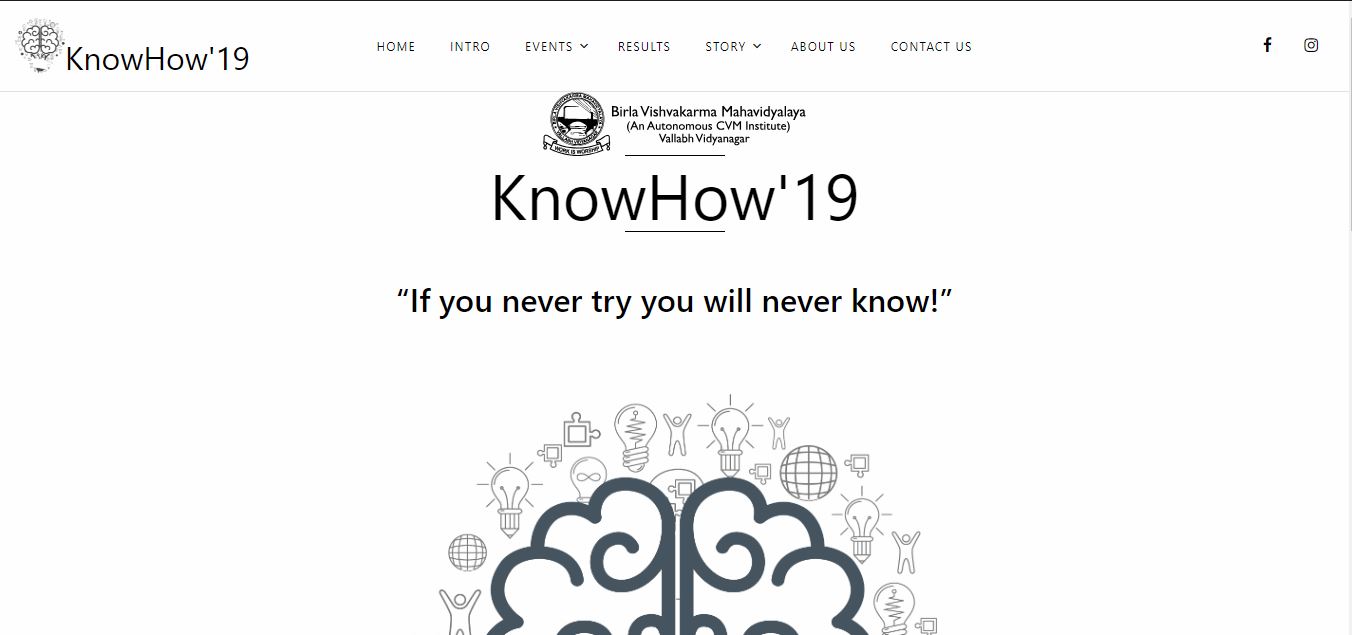 KnowHow'19
HOME
INTRO
EVENTS
RESULTS
STORY
ABOUT US
CONTACT US
Birla Vishvakarma Mahavidyalaya
(An Autonomous CVM Institute)
Vallabh Vidyanagar
WORK IS WORSHIP
KnowHow'19
“If you never try you will never know!”